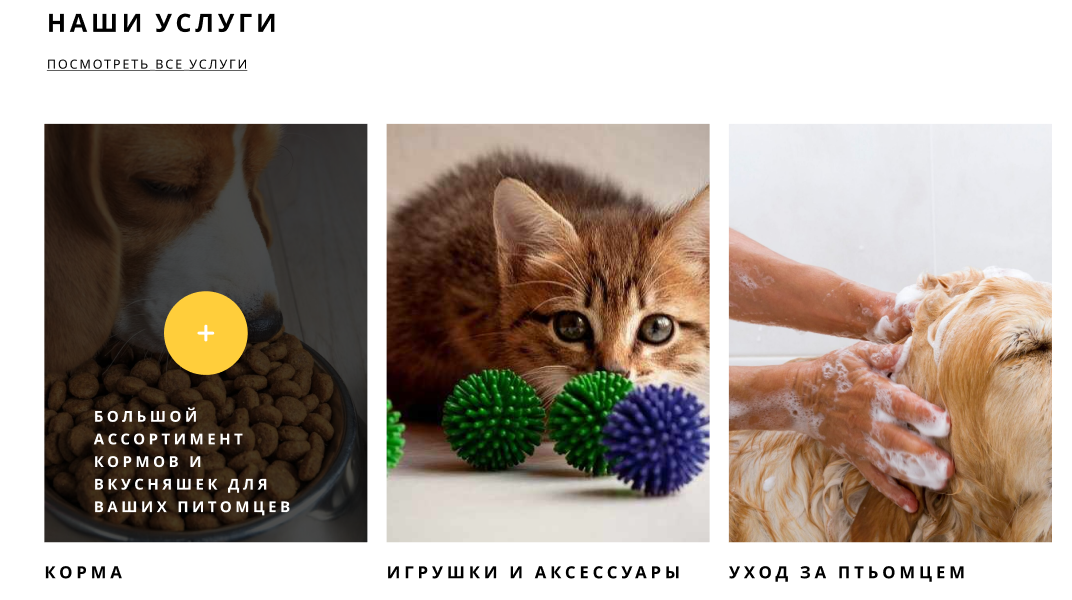 НАШИ УСЛУГИ
ПОСМОТРЕТЬ ВСЕ УСЛУГИ
БОЛЬШОЙ
АССОРТИМЕНТ
КОРМОВ И
ВКУСНЯШЕК ДЛЯ
ВАШИХ ПИТОМЦЕВ
КОРМА
ИГРУШКИ И АКСЕССУАРЫ
УХОД ЗА ПТЬОМЦЕМ